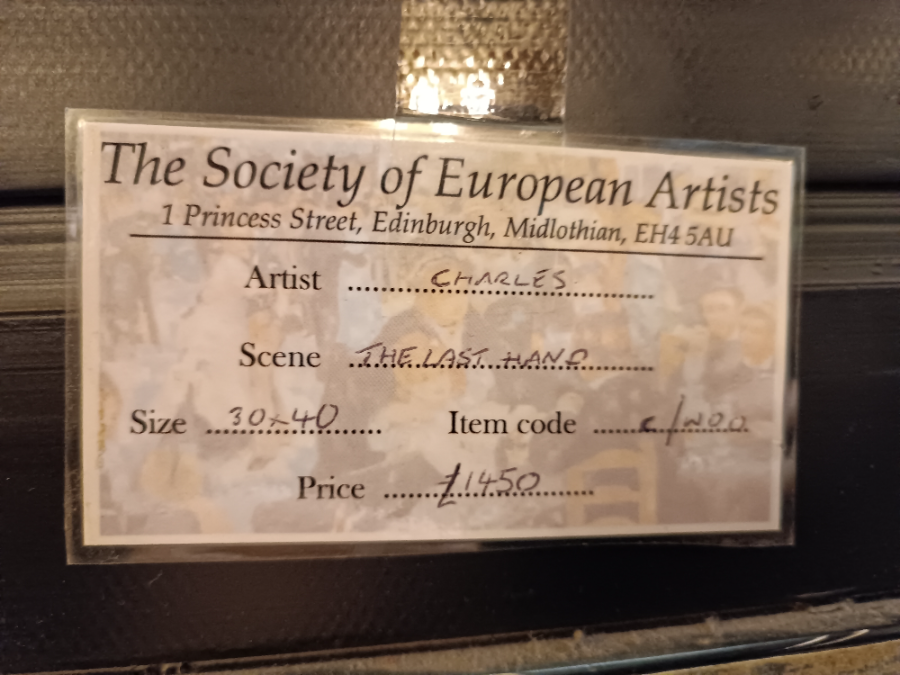 The Society of European Artists
1 Princess Street, Edinburgh, Midlothian, EH4 5AU
Artist CHARLES
Scene THE LAST HAND
Size 30x40 Item code c/W00
Price £1450